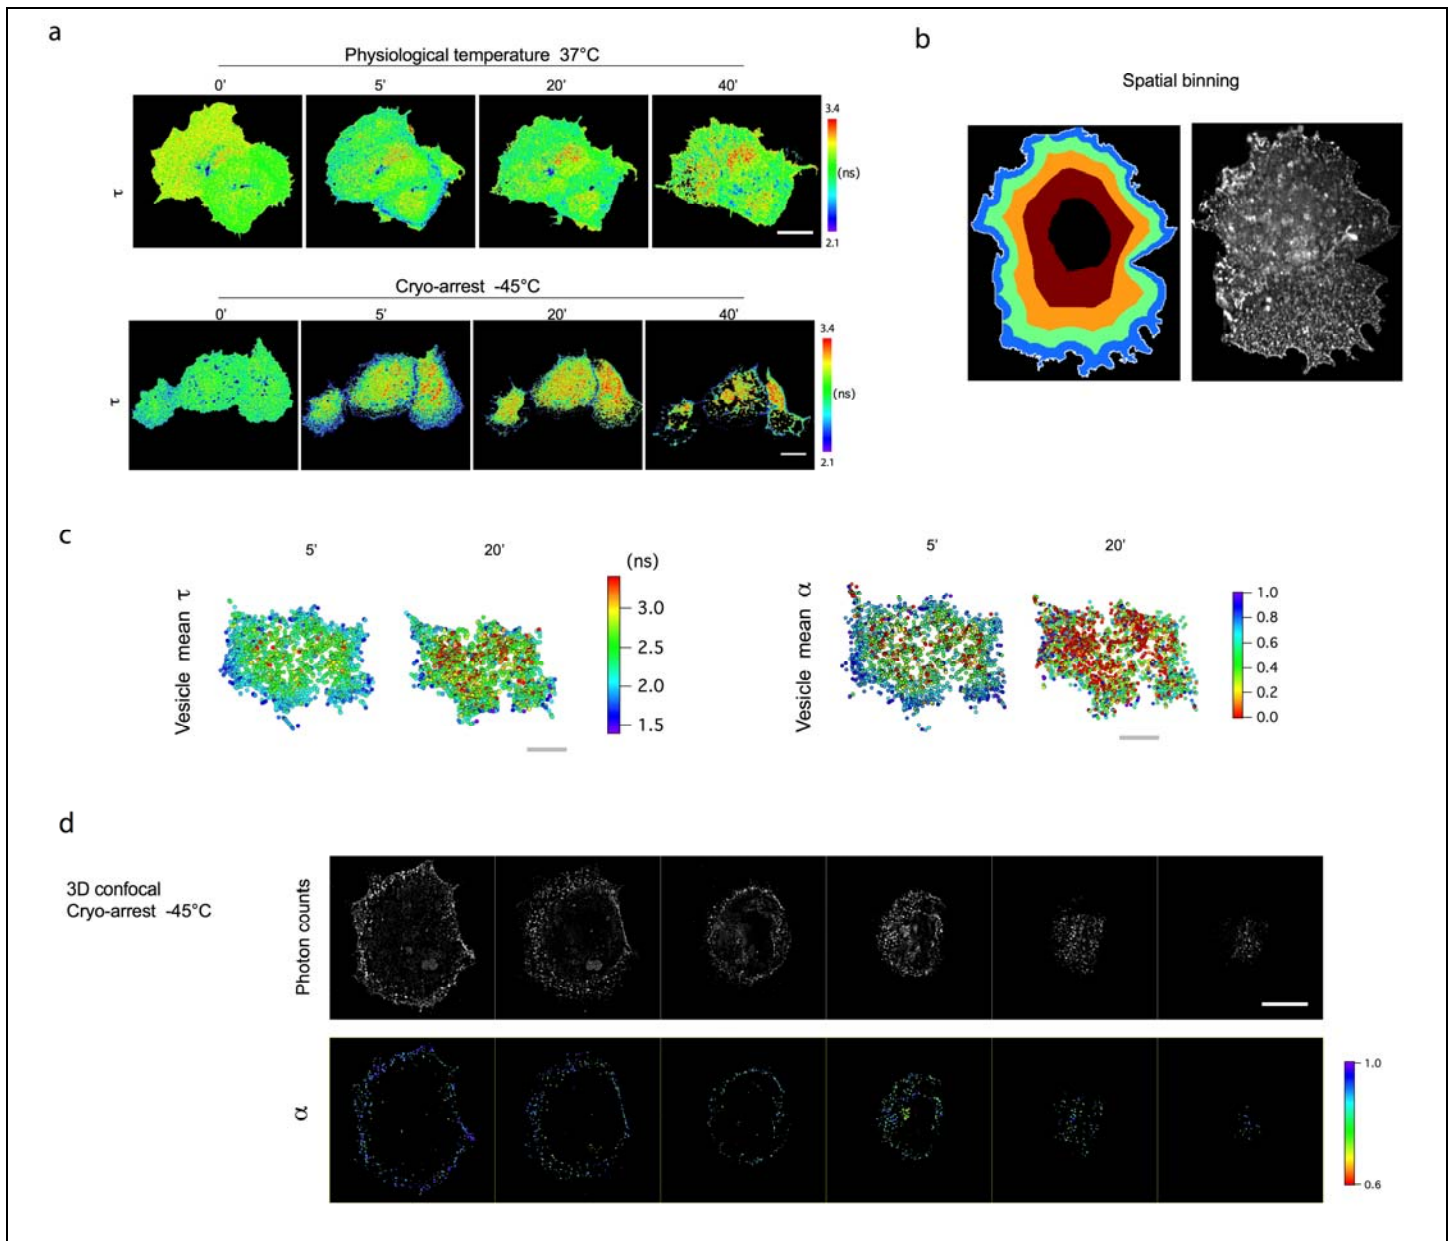 a
Physiological temperature 37°C
0' 5' 20' 40'
τ
3.4
(ns)
2.1
Cryo-arrest -45°C
0' 5' 20' 40'
τ
3.4
(ns)
2.1
b
Spatial binning
c
5' 20'
(ns)
Vesicle mean τ
3.0
2.5
2.0
1.5
5' 20'
Vesicle mean α
1.0
0.8
0.6
0.4
0.2
0.0
d
3D confocal
Cryo-arrest -45°C
Photon counts
α
1.0
0.6